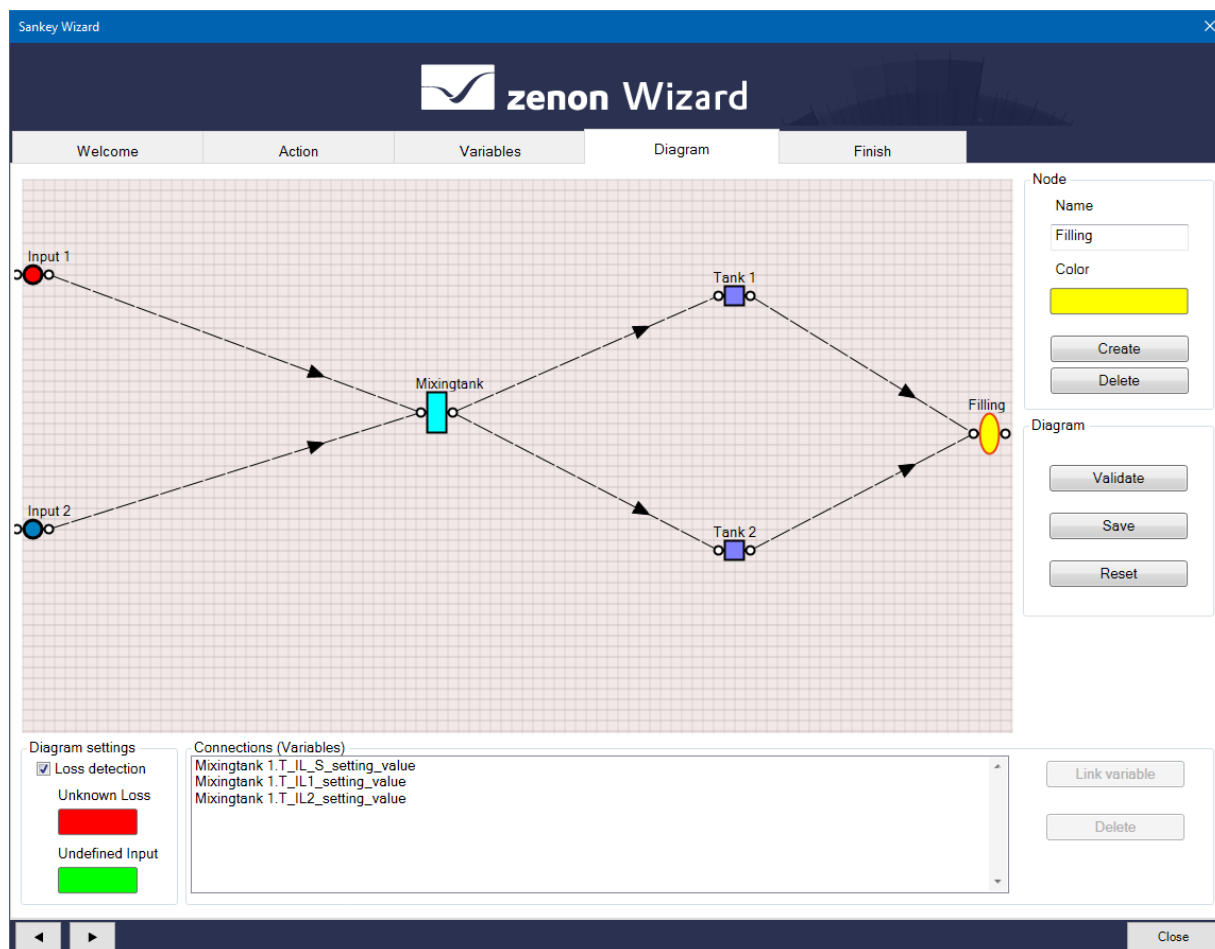 Sankey Wizard
zenon Wizard
Welcome
Action
Variables
Diagram
Finish
Input 1
Input 2
Mixingtank
Tank 1
Tank 2
Filling
Node
Name
Filling
Color
Create
Delete
Diagram
Validate
Save
Reset
Diagram settings
Loss detection
Unknown Loss
Undefined Input
Connections (Variables)
Mixingtank 1.T_IL_S_setting_value
Mixingtank 1.T_IL1_setting_value
Mixingtank 1.T_IL2_setting_value
Link variable
Delete
Close